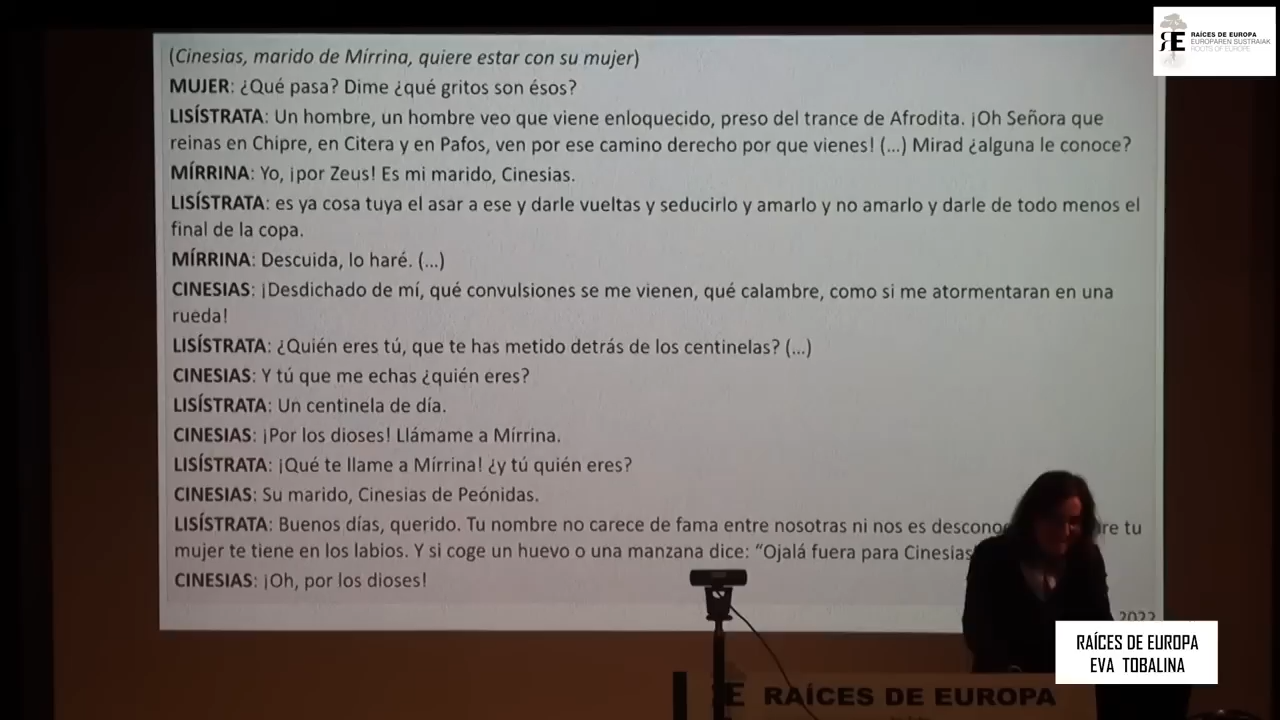 RAÍCES DE EUROPA
EUROPAREN SUSTRAIAK
ROOTS OF EUROPE
(Cinesias, marido de Mírrina, quiere estar con su mujer)
MUJER: ¿Qué pasa? Dime ¿qué gritos son ésos?
LISÍSTRATA: Un hombre, un hombre veo que viene enloquecido, preso del trance de Afrodita. ¡Oh Señora que
reinas en Chipre, en Citera y en Pafos, ven por ese camino derecho por que vienes! (...) Mirad ¿alguna le conoce?
MÍRRINA: Yo, ¡por Zeus! Es mi marido, Cinesias.
LISÍSTRATA: es ya cosa tuya el asar a ese y darle vueltas y seducirlo y amarlo y no amarlo y darle de todo menos el
final de la copa.
MÍRRINA: Descuida, lo haré. (...)
CINESIAS: ¡Desdichado de mí, qué convulsiones se me vienen, qué calambre, como si me atormentaran en una
rueda!
LISÍSTRATA: ¿Quién eres tú, que te has metido detrás de los centinelas? (...)
CINESIAS: Y tú que me echas ¿quién eres?
LISÍSTRATA: Un centinela de día.
CINESIAS: ¡Por los dioses! Llámame a Mírrina.
LISÍSTRATA: ¡Qué te llame a Mírrina! ¿y tú quién eres?
CINESIAS: Su marido, Cinesias de Peónidas.
LISÍSTRATA: Buenos días, querido. Tu nombre no carece de fama entre nosotras ni nos es descono re tu
mujer te tiene en los labios. Y si coge un huevo o una manzana dice: "Ojalá fuera para Cinesias
CINESIAS: ¡Oh, por los dioses!
2022
RAÍCES DE EUROPA
EVA TOBALINA
RE RAÍCES DE EUROPA